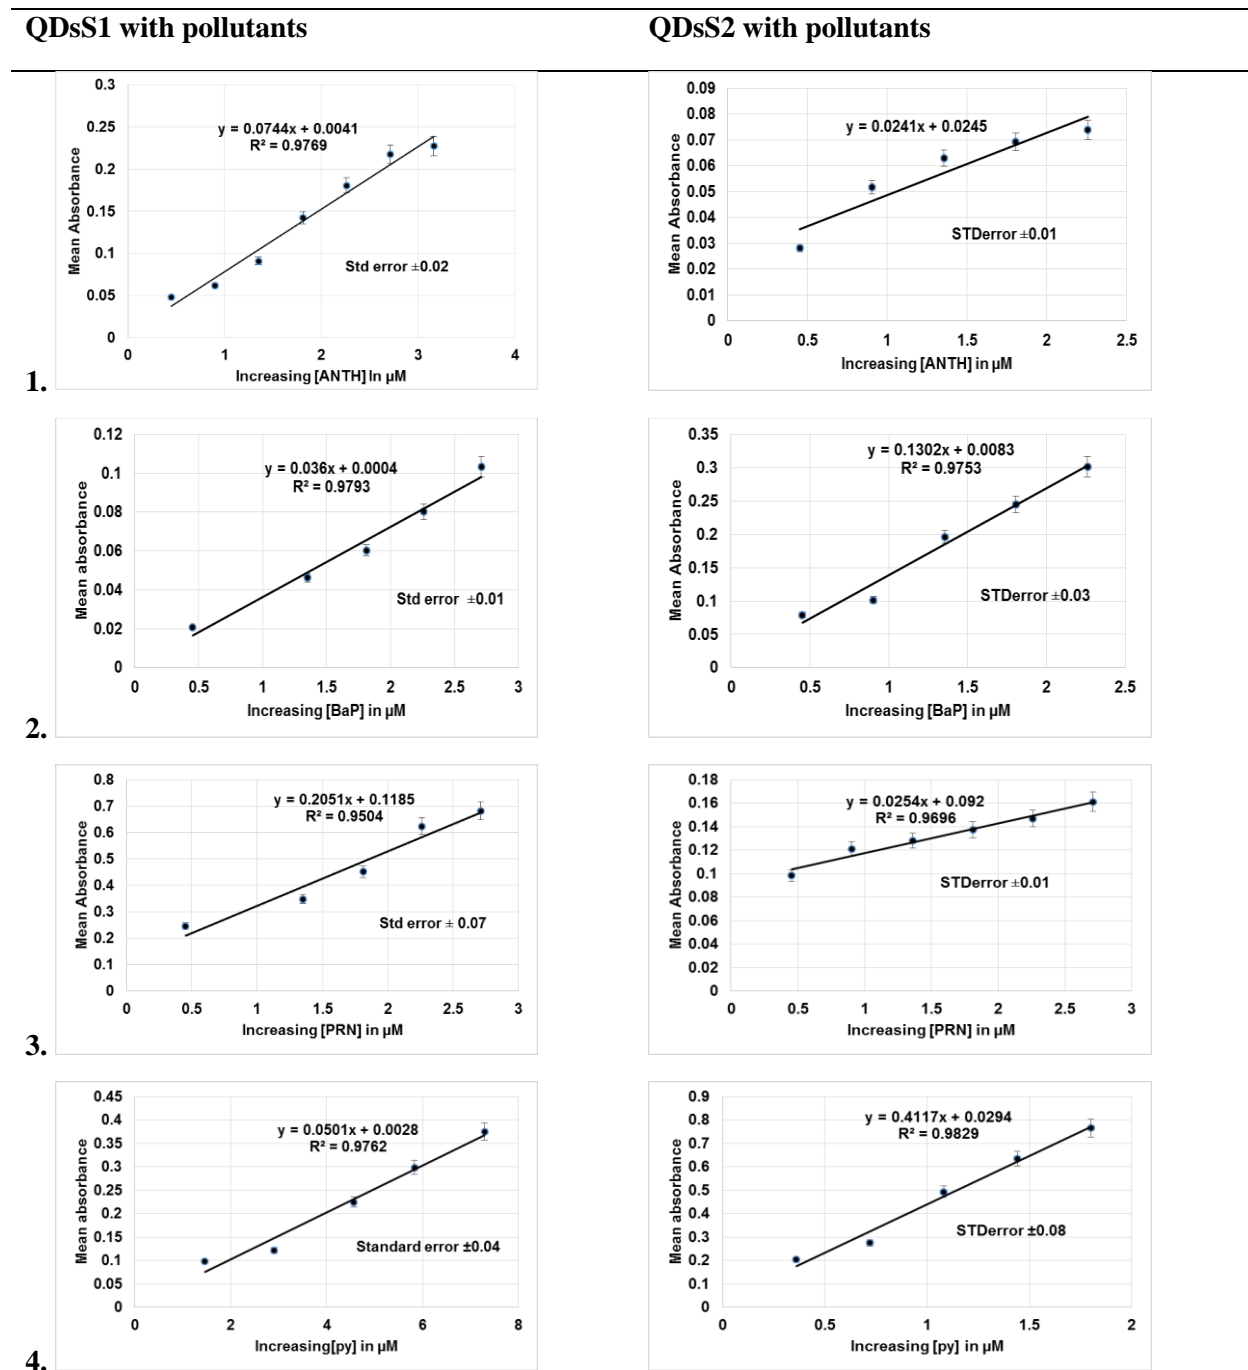 QDsS1 with pollutants
QDsS2 with pollutants
0.3
0.25
0.2
0.15
0.1
0.05
0
Mean Absorbance
y = 0.0744x + 0.0041
R² = 0.9769
Std error ±0.02
0 1 2 3 4
Increasing [ANTH] In µM
1.
0.09
0.08
0.07
0.06
0.05
0.04
0.03
0.02
0.01
0
Mean Absorbance
y = 0.0241x + 0.0245
STDerror ±0.01
0 0.5 1 1.5 2 2.5
Increasing [ANTH] in µM
0.12
0.1
0.08
0.06
0.04
0.02
0
Mean absorbance
y = 0.036x + 0.0004
R² = 0.9793
Std error ±0.01
0 0.5 1 1.5 2 2.5 3
Increasing [BaP] in µM
2.
0.35
0.3
0.25
0.2
0.15
0.1
0.05
0
Mean Absorbance
y = 0.1302x + 0.0083
R² = 0.9753
STDerror ±0.03
0 0.5 1 1.5 2 2.5
Increasing [BaP] in µM
0.8
0.7
0.6
0.5
0.4
0.3
0.2
0.1
0
Mean Absorbance
y = 0.2051x + 0.1185
R² = 0.9504
Std error ± 0.07
0 0.5 1 1.5 2 2.5 3
Increasing [PRN] in µM
3.
0.18
0.16
0.14
0.12
0.1
0.08
0.06
0.04
0.02
0
Mean Absorbance
y = 0.0254x + 0.092
R² = 0.9696
STDerror ±0.01
0 0.5 1 1.5 2 2.5 3
Increasing [PRN] in µM
0.45
0.4
0.35
0.3
0.25
0.2
0.15
0.1
0.05
0
Mean absorbance
y = 0.0501x + 0.0028
R² = 0.9762
Standard error ±0.04
0 2 4 6 8
Increasing[py] in µM
4.
0.9
0.8
0.7
0.6
0.5
0.4
0.3
0.2
0.1
0
Mean absorbance
y = 0.4117x + 0.0294
R² = 0.9829
STDerror ±0.08
0 0.5 1 1.5 2
Increasing [py] in µM